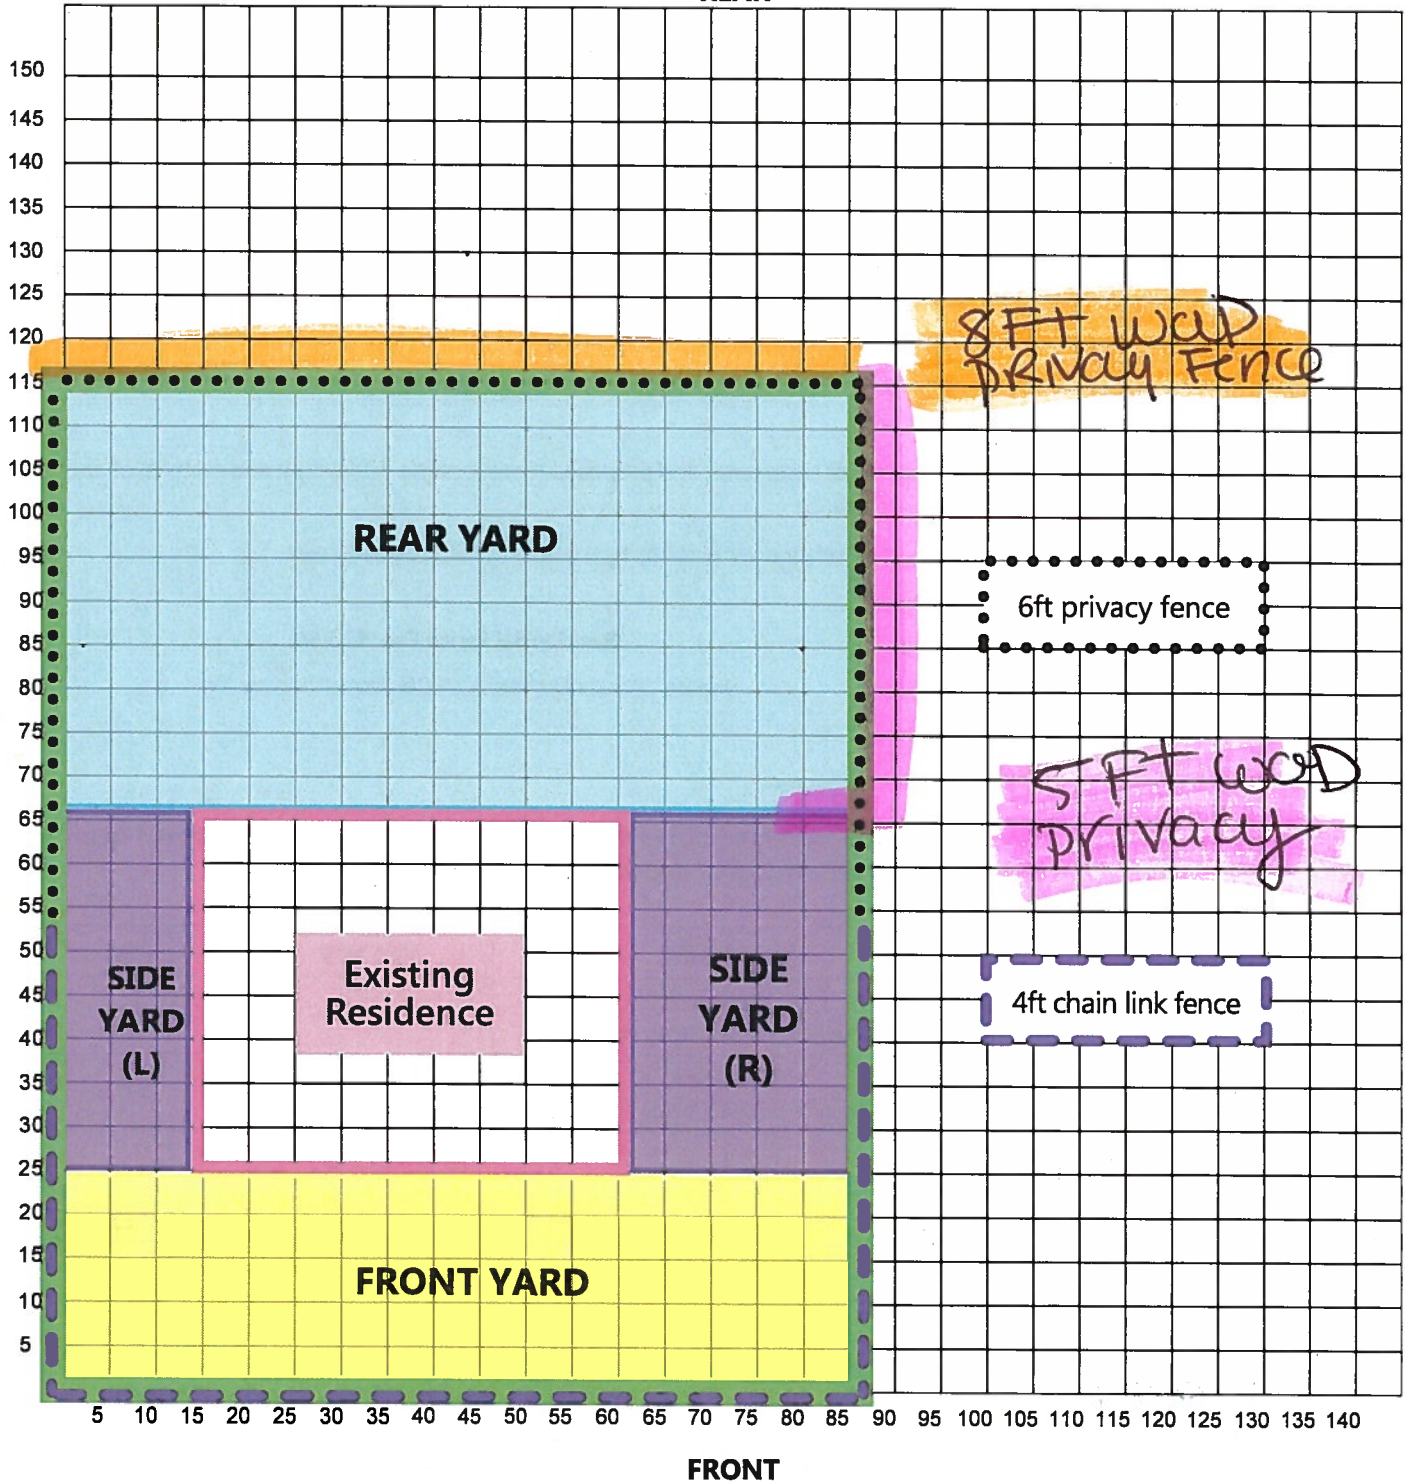 150
145
140
135
130
125
8Ft WOOD
120
PRIVAY FENCE
115
110
105
100
REAR YARD
95
90
6ft privacy fence
85
80
75
70
5 FT WOOD
65
privacy
60
55
50
SIDE
YARD
(L)
Existing
Residence
SIDE
YARD
(R)
4ft chain link fence
45
40
35
30
25
20
15
FRONT YARD
10
5
5 10 15 20 25 30 35 40 45 50 55 60 65 70 75 80 85 90 95 100 105 110 115 120 125 130 135 140
FRONT